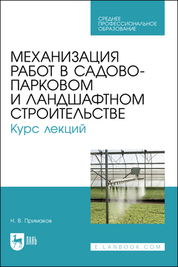 СРЕДНЕЕ
ПРОФЕССИОНАЛЬНОЕ
ОБРАЗОВАНИЕ
МЕХАНИЗАЦИЯ
РАБОТ В САДОВО-
ПАРКОВОМ
И ЛАНДШАФТНОМ
СТРОИТЕЛЬСТВЕ
Курс лекций
Н. В. Примаков
ЛАНЬ
E.LANBOOK.COM